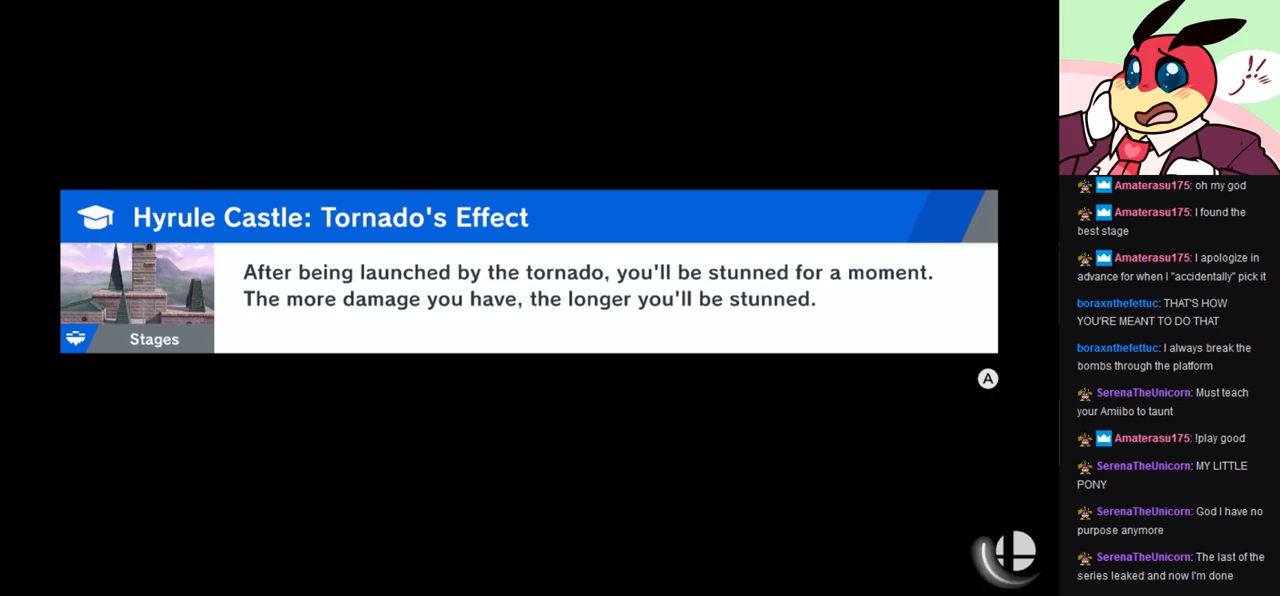 Hyrule Castle: Tornado's Effect
After being launched by the tornado, you'll be stunned for a moment.
The more damage you have, the longer you'll be stunned.
Stages
A
!!
Amaterasu175: oh my god
Amaterasu175: I found the
best stage
Amaterasu175: I apologize in
advance for when I "accidentally" pick it
boraxnthefettuc: THAT'S HOW
YOU'RE MEANT TO DO THAT
boraxnthefettuc: I always break the
bombs through the platform
SerenaTheUnicorn: Must teach
your Amiibo to taunt
Amaterasu175: !play good
SerenaTheUnicorn: MY LITTLE
PONY
SerenaTheUnicorn: God I have no
purpose anymore
SerenaTheUnicorn: The last of the
series leaked and now I'm done